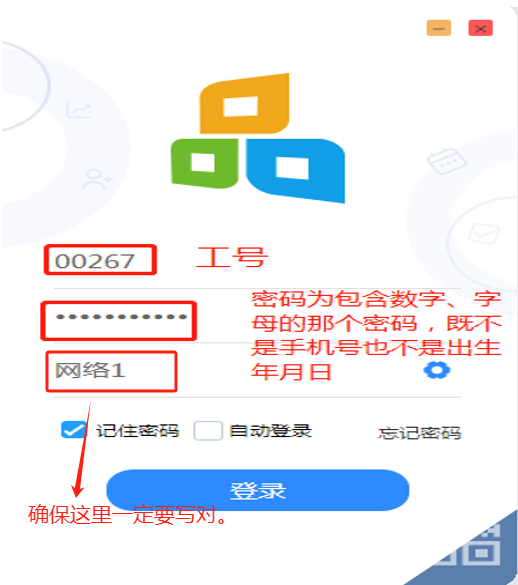 00267 工号
***********
密码为包含数字、字
母的那个密码，既不
是手机号也不是出生
年月日
网络1
记住密码 自动登录 忘记密码
登录
确保这里一定要写对。